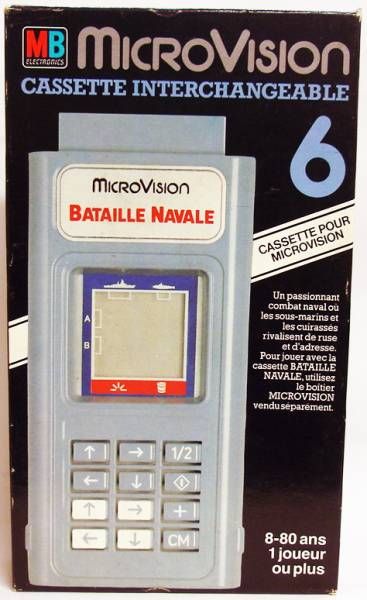 MB
ELECTRONICS
MICROVISION
CASSETTE INTERCHANGEABLE
6
MICROVISION
BATAILLE NAVALE
CASSETTE POUR
MICROVISION
A
B
Un passionnant
combat naval où
les sous-marins et
les cuirassés
rivalisent de ruse
et d'adresse.
Pour jouer avec la
cassette BATAILLE
NAVALE, utilisez
le boîtier
MICROVISION
vendu séparément.
↑ → 1/2
← ↓
↑ → +
← ↓ CM
8-80 ans
1 joueur
ou plus